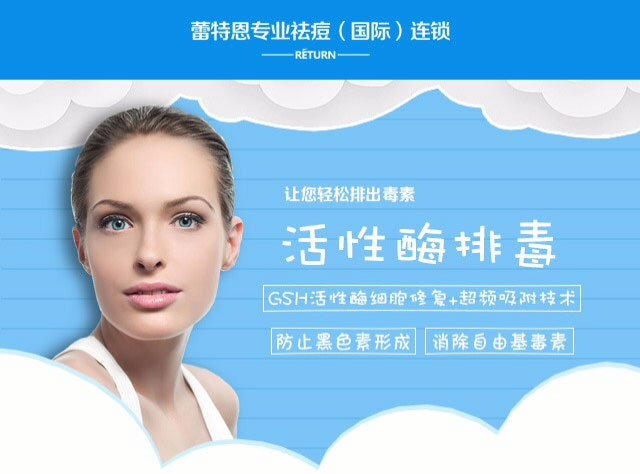 蕾特恩专业祛痘（国际）连锁
RETURN
让您轻松排出毒素
活性酶排毒
GSH活性酶细胞修复+超频吸附技术
防止黑色素形成 消除自由基毒素